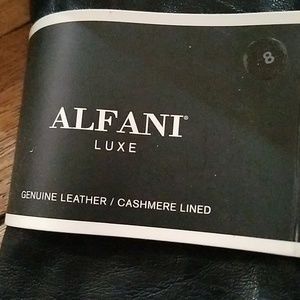 8
ALFANI®
LUXE
GENUINE LEATHER / CASHMERE LINED